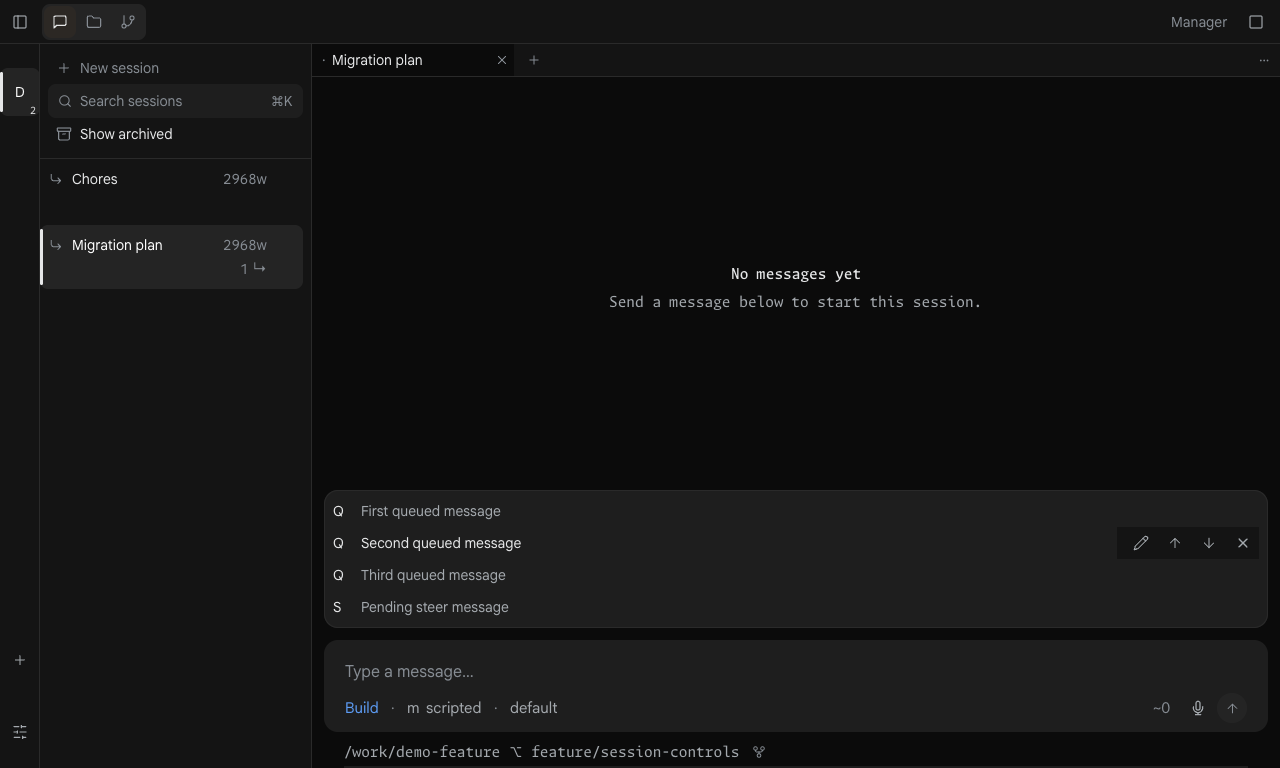 Manager
D
2
New session
Search sessions ⌘K
Show archived
Chores 2968w
Migration plan 2968w
1
· Migration plan
No messages yet
Send a message below to start this session.
Q First queued message
Q Second queued message
Q Third queued message
S Pending steer message
Type a message...
Build · m scripted · default ~0
/work/demo-feature ⌥ feature/session-controls